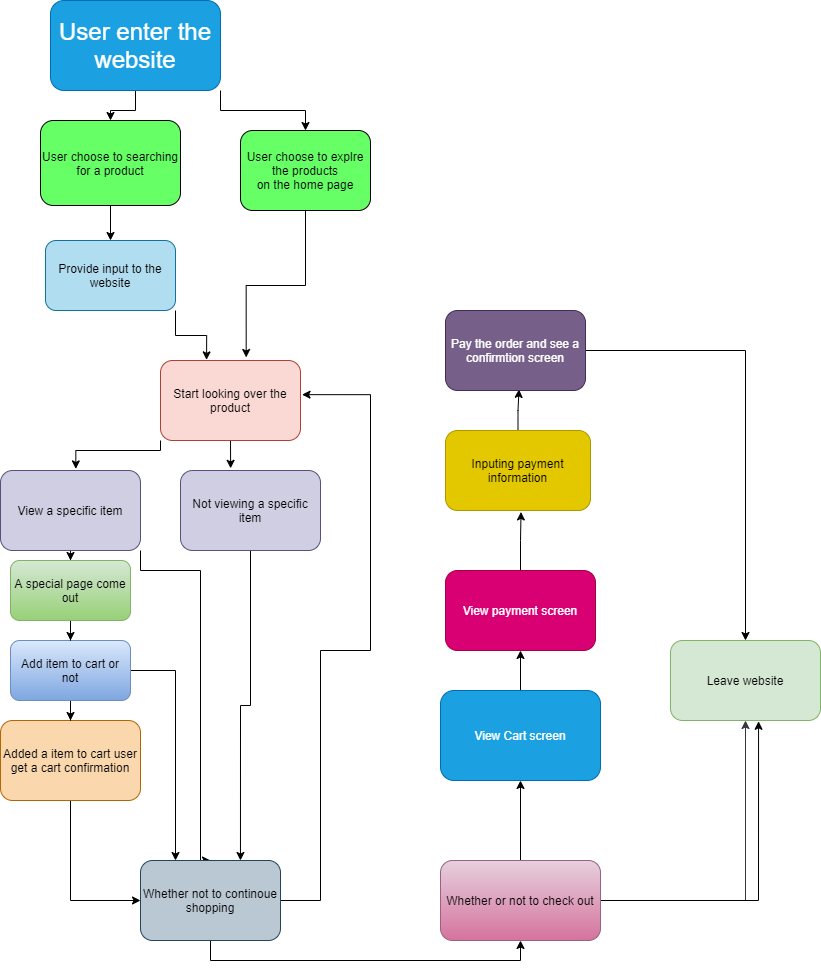 User enter the
website
User choose to searching
for a product
User choose to explre
the products
on the home page
Provide input to the
website
Start looking over the
product
View a specific item
Not viewing a specific
item
A special page come
out
Add item to cart or
not
Added a item to cart user
get a cart confirmation
Whether not to continoue
shopping
Pay the order and see a
confirmtion screen
Inputing payment
information
View payment screen
View Cart screen
Whether or not to check out
Leave website